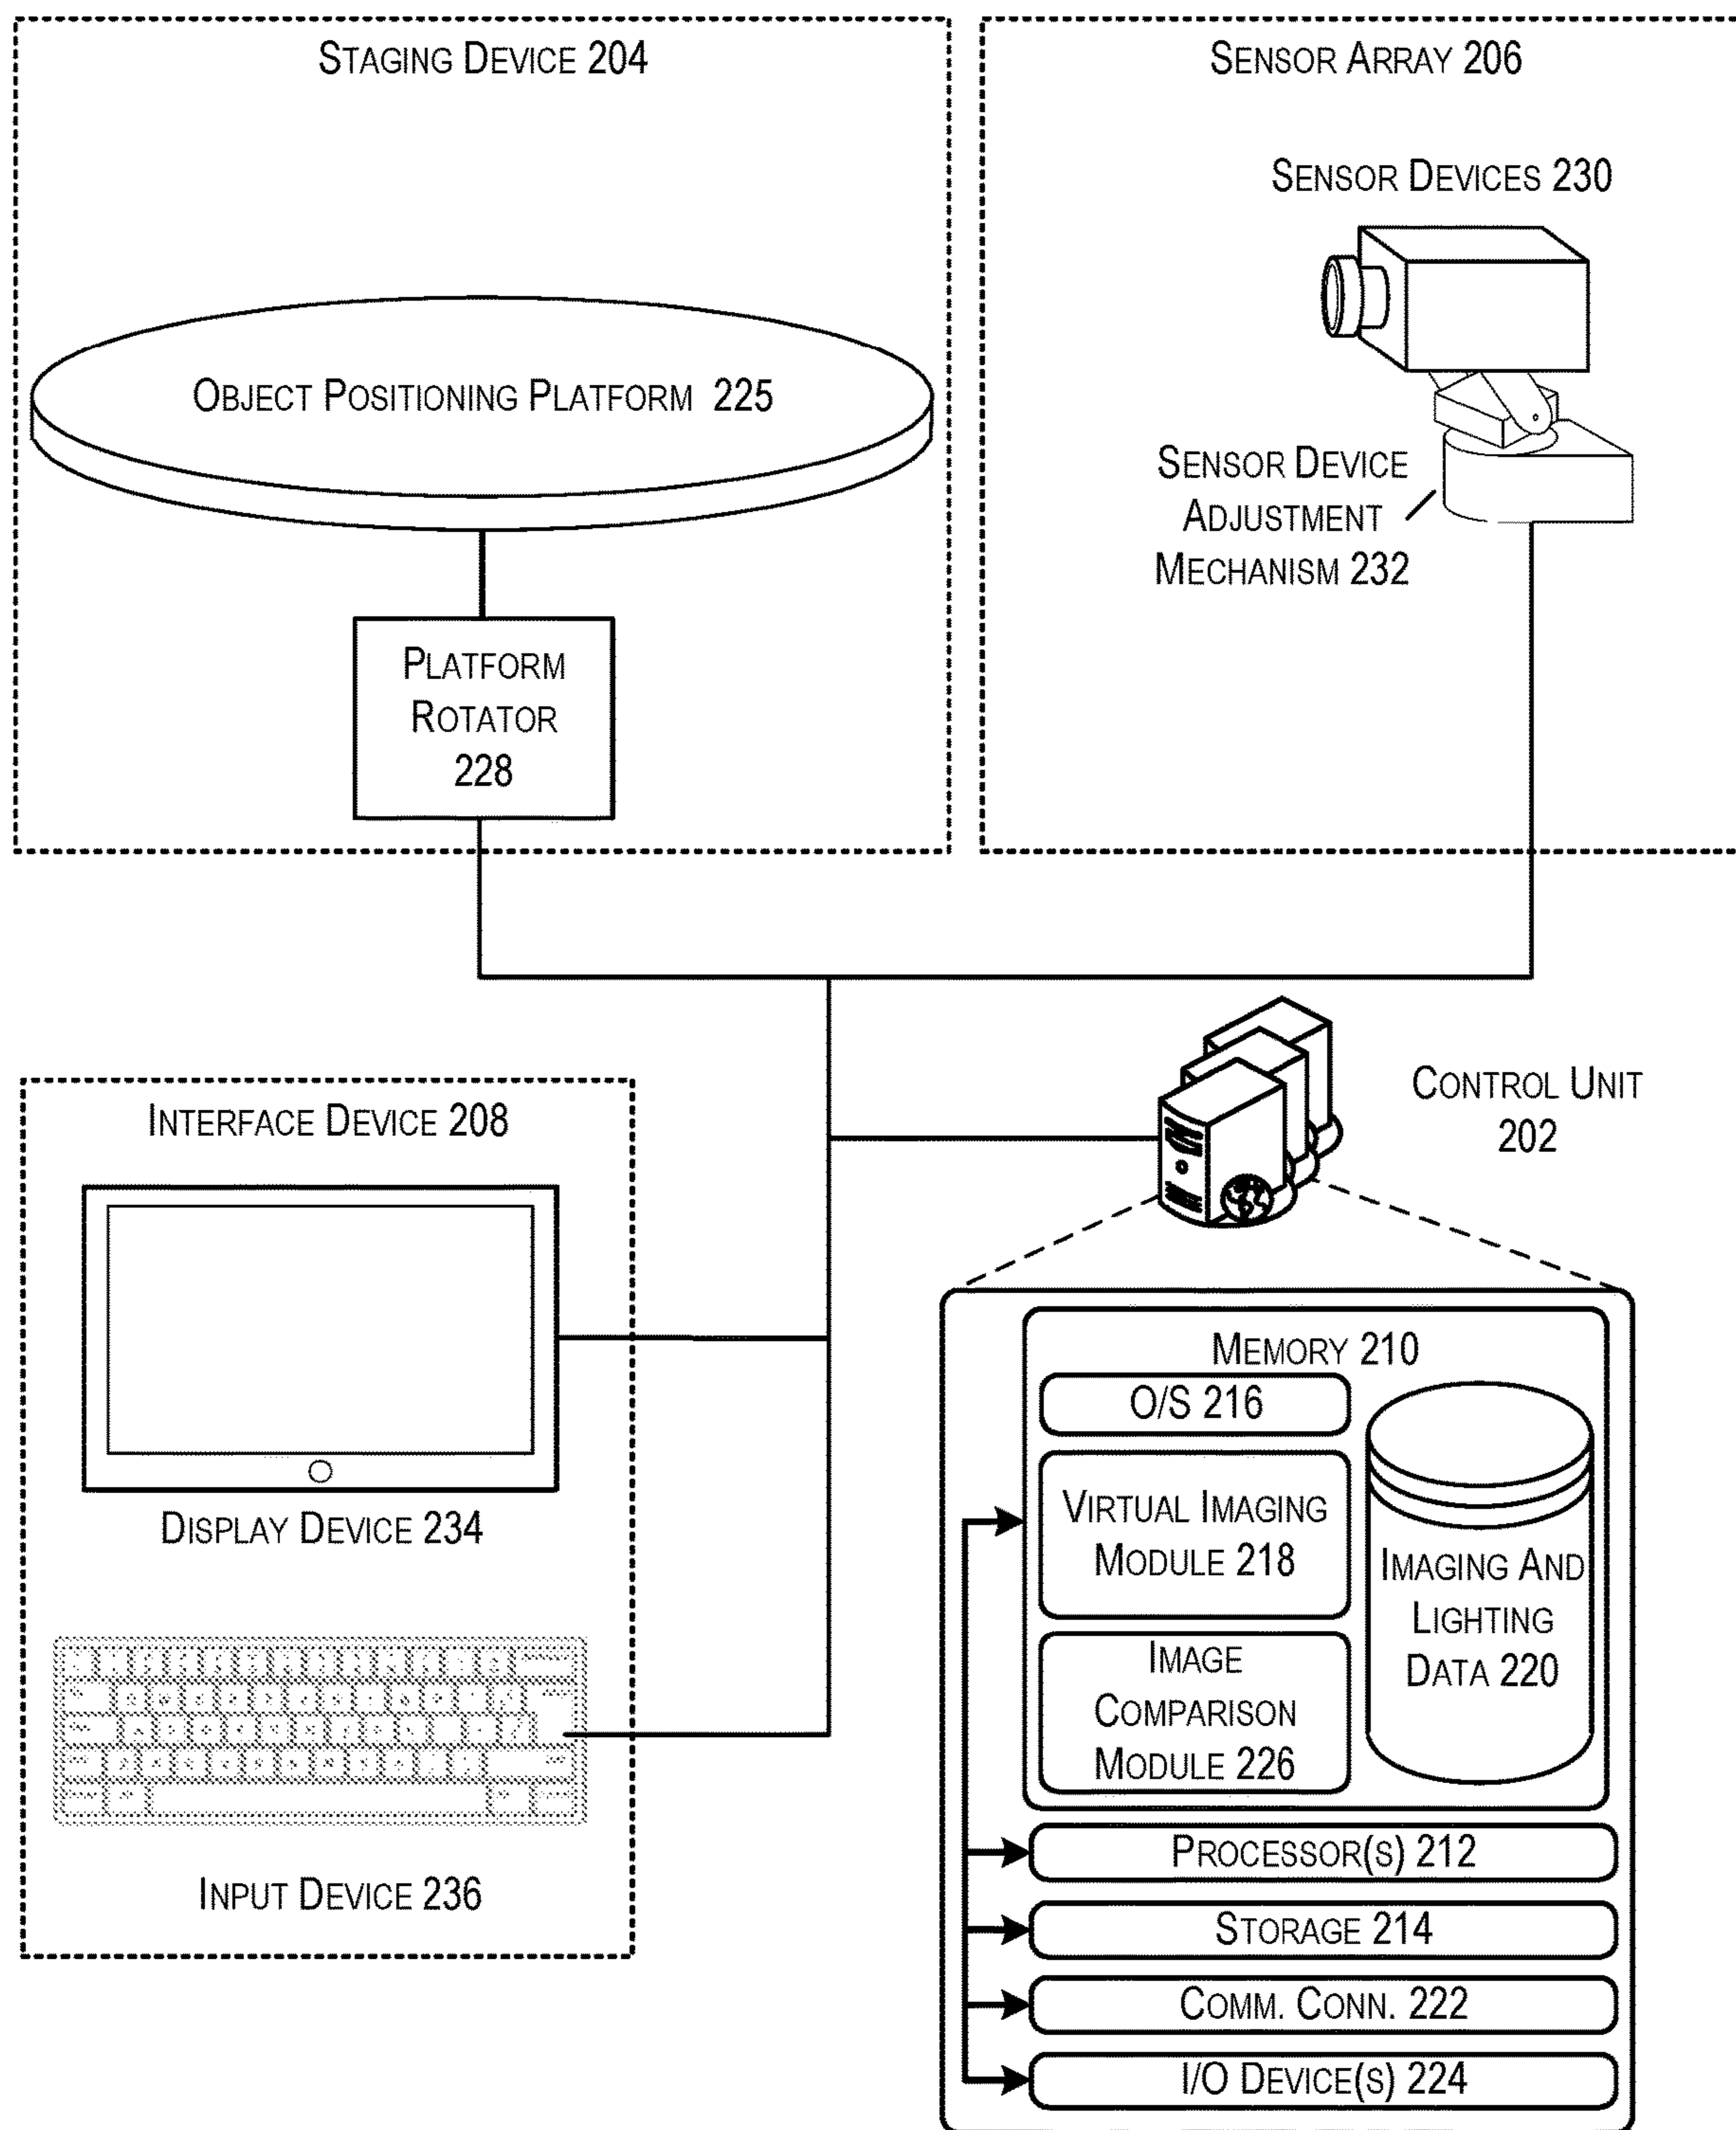 STAGING DEVICE 204
SENSOR ARRAY 206
SENSOR DEVICES 230
OBJECT POSITIONING PLATFORM 225
SENSOR DEVICE
ADJUSTMENT
MECHANISM 232
PLATFORM
ROTATOR
228
CONTROL UNIT
202
INTERFACE DEVICE 208
DISPLAY DEVICE 234
INPUT DEVICE 236
MEMORY 210
O/S 216
VIRTUAL IMAGING
MODULE 218
IMAGE
COMPARISON
MODULE 226
IMAGING AND
LIGHTING
DATA 220
PROCESSOR(S) 212
STORAGE 214
COMM. CONN. 222
I/O DEVICE(S) 224